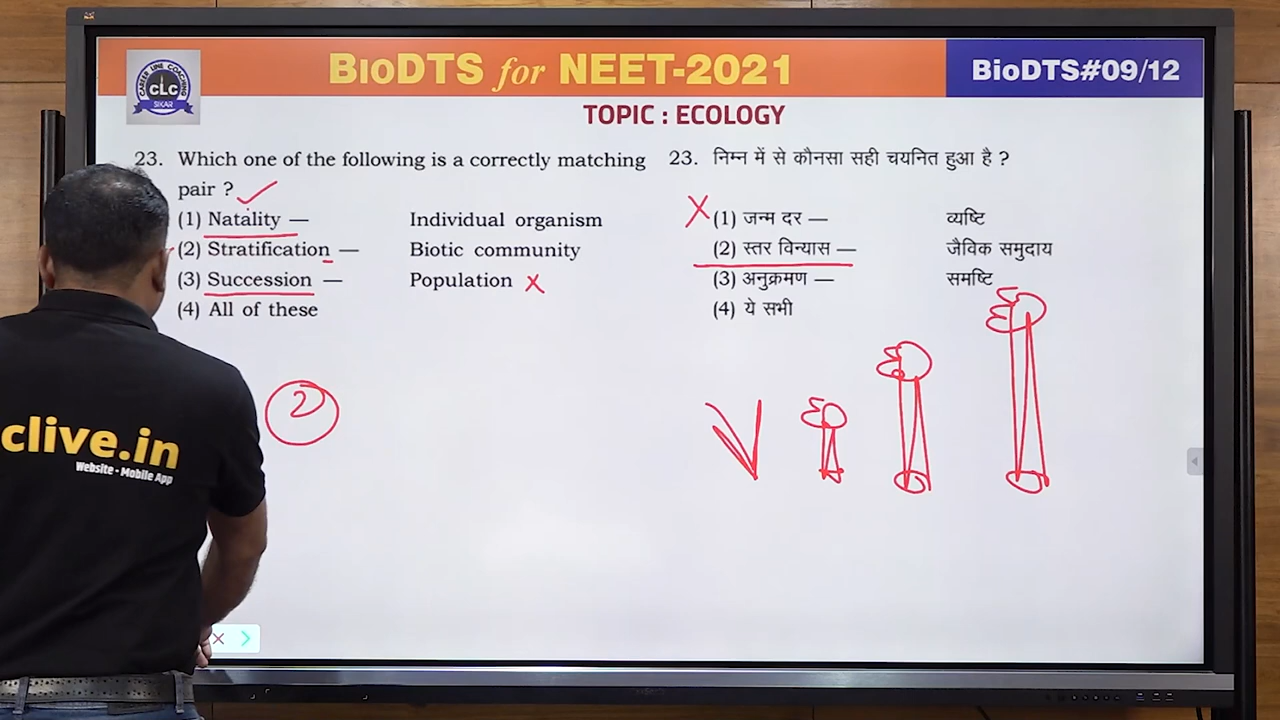 BIODTS for NEET-2021
BIODTS#09/12
CAREER LINE COACHING
CLC
SIKAR
TOPIC : ECOLOGY
23. Which one of the following is a correctly matching
pair ?
(1) Natality — Individual organism
(2) Stratification — Biotic community
(3) Succession — Population
(4) All of these
2
23. निम्न में से कौनसा सही चयनित हुआ है ?
(1) जन्म दर — व्यष्टि
(2) स्तर विन्यास — जैविक समुदाय
(3) अनुक्रमण — समष्टि
(4) ये सभी
clive.in
Website - Mobile App